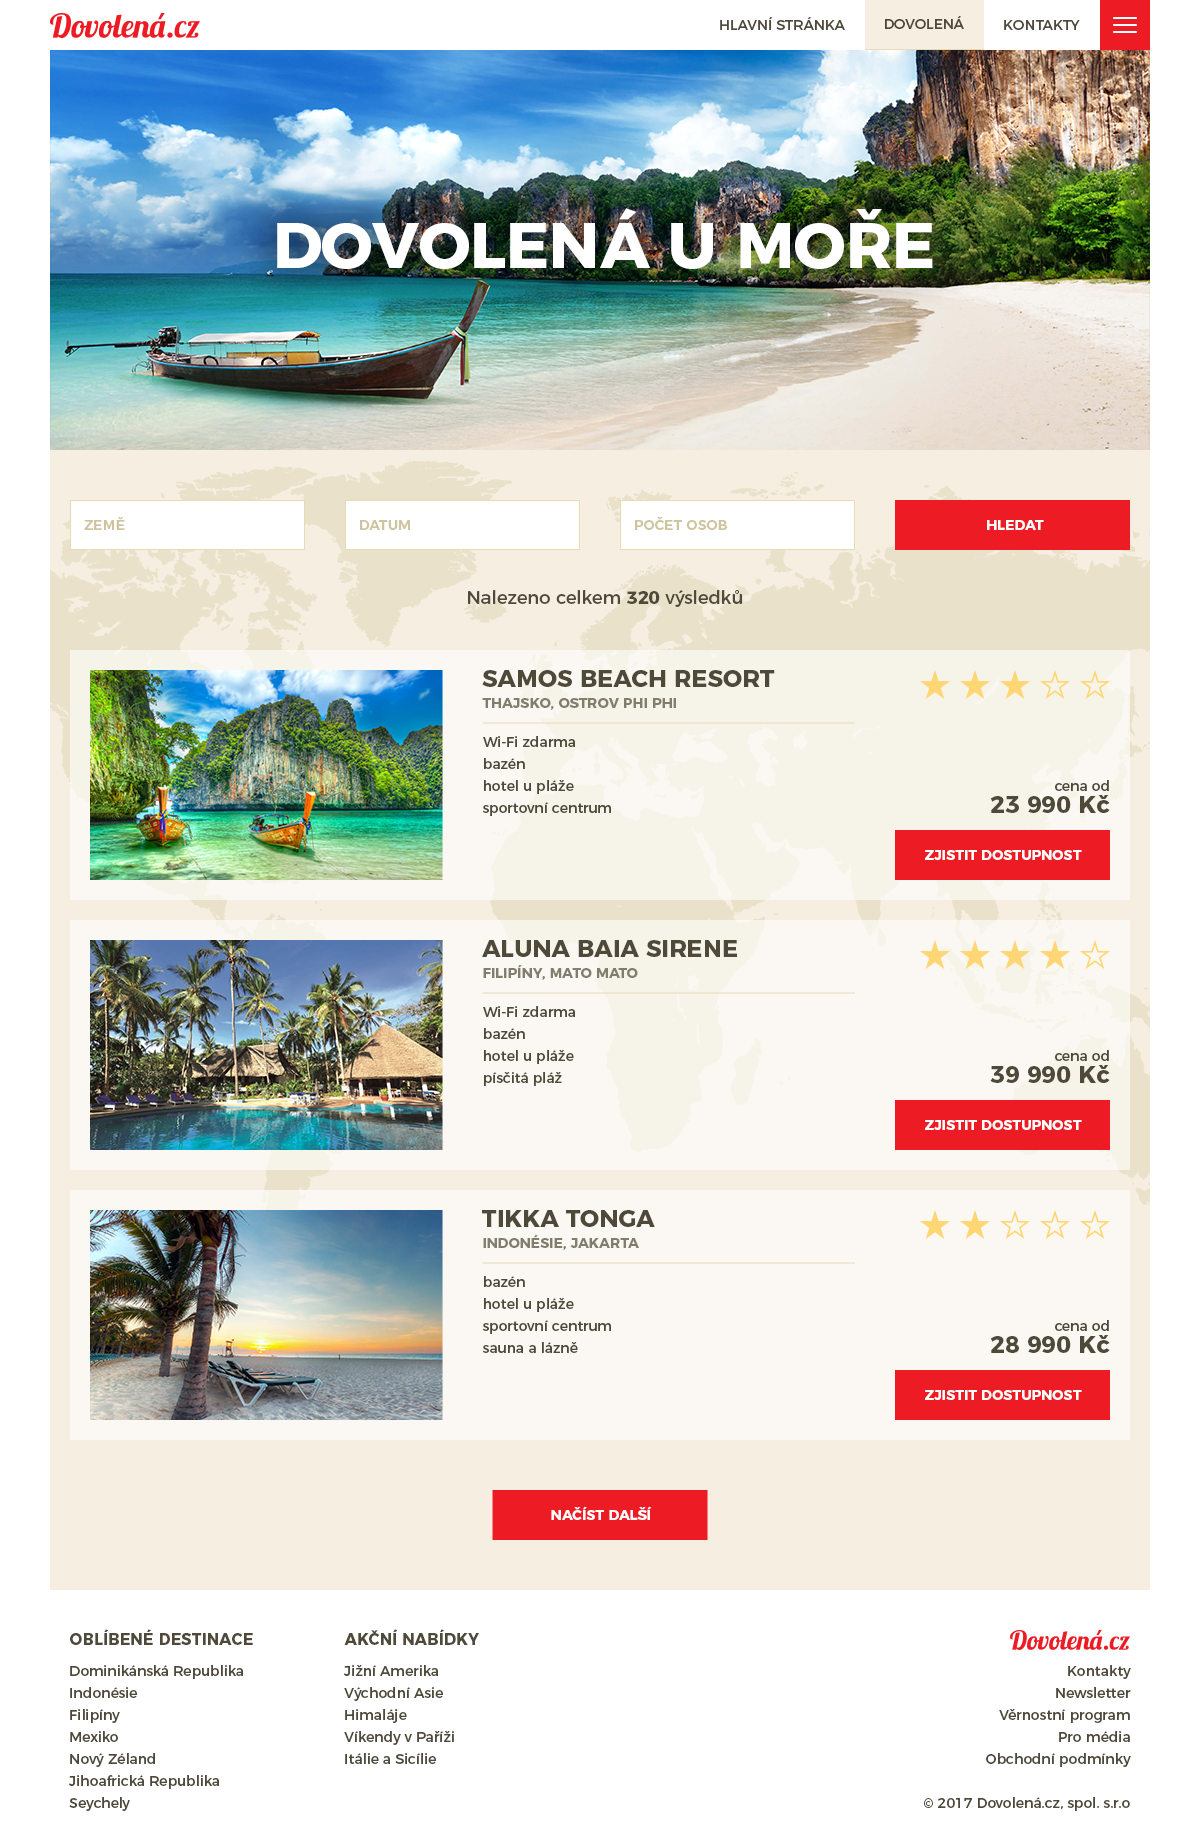 Dovolená.cz
HLAVNÍ STRÁNKA
DOVOLENÁ
KONTAKTY
DOVOLENÁ U MOŘE
ZEMĚ
DATUM
POČET OSOB
HLEDAT
Nalezeno celkem 320 výsledků
SAMOS BEACH RESORT
THAJSKO, OSTROV PHI PHI
Wi-Fi zdarma
bazén
hotel u pláže
sportovní centrum
cena od
23 990 Kč
ZJISTIT DOSTUPNOST
ALUNA BAIA SIRENE
FILIPÍNY, MATO MATO
Wi-Fi zdarma
bazén
hotel u pláže
písčitá pláž
cena od
39 990 Kč
ZJISTIT DOSTUPNOST
TIKKA TONGA
INDONÉSIE, JAKARTA
bazén
hotel u pláže
sportovní centrum
sauna a lázně
cena od
28 990 Kč
ZJISTIT DOSTUPNOST
NAČÍST DALŠÍ
OBLÍBENÉ DESTINACE
Dominikánská Republika
Indonésie
Filipíny
Mexiko
Nový Zéland
Jihoafrická Republika
Seychely
AKČNÍ NABÍDKY
Jižní Amerika
Východní Asie
Himaláje
Víkendy v Paříži
Itálie a Sicílie
Dovolená.cz
Kontakty
Newsletter
Věrnostní program
Pro média
Obchodní podmínky
© 2017 Dovolená.cz, spol. s.r.o